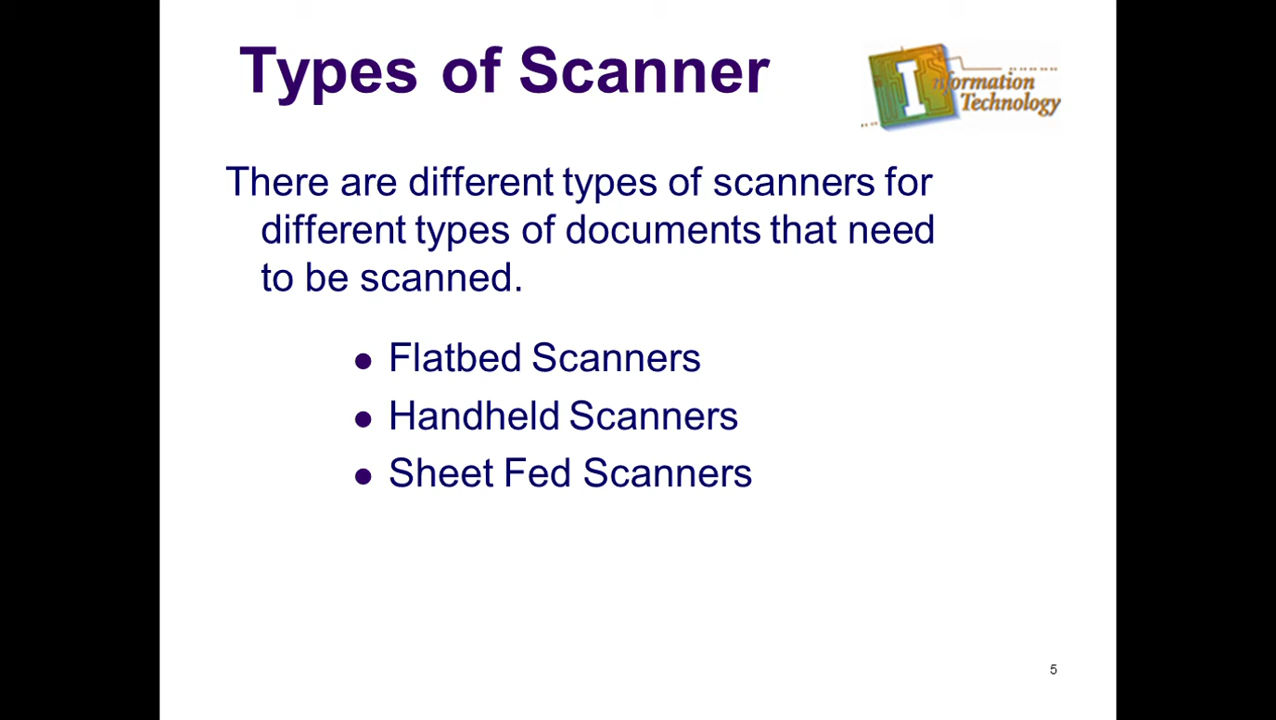 Types of Scanner
Information
Technology
There are different types of scanners for
different types of documents that need
to be scanned.
• Flatbed Scanners
• Handheld Scanners
• Sheet Fed Scanners
5